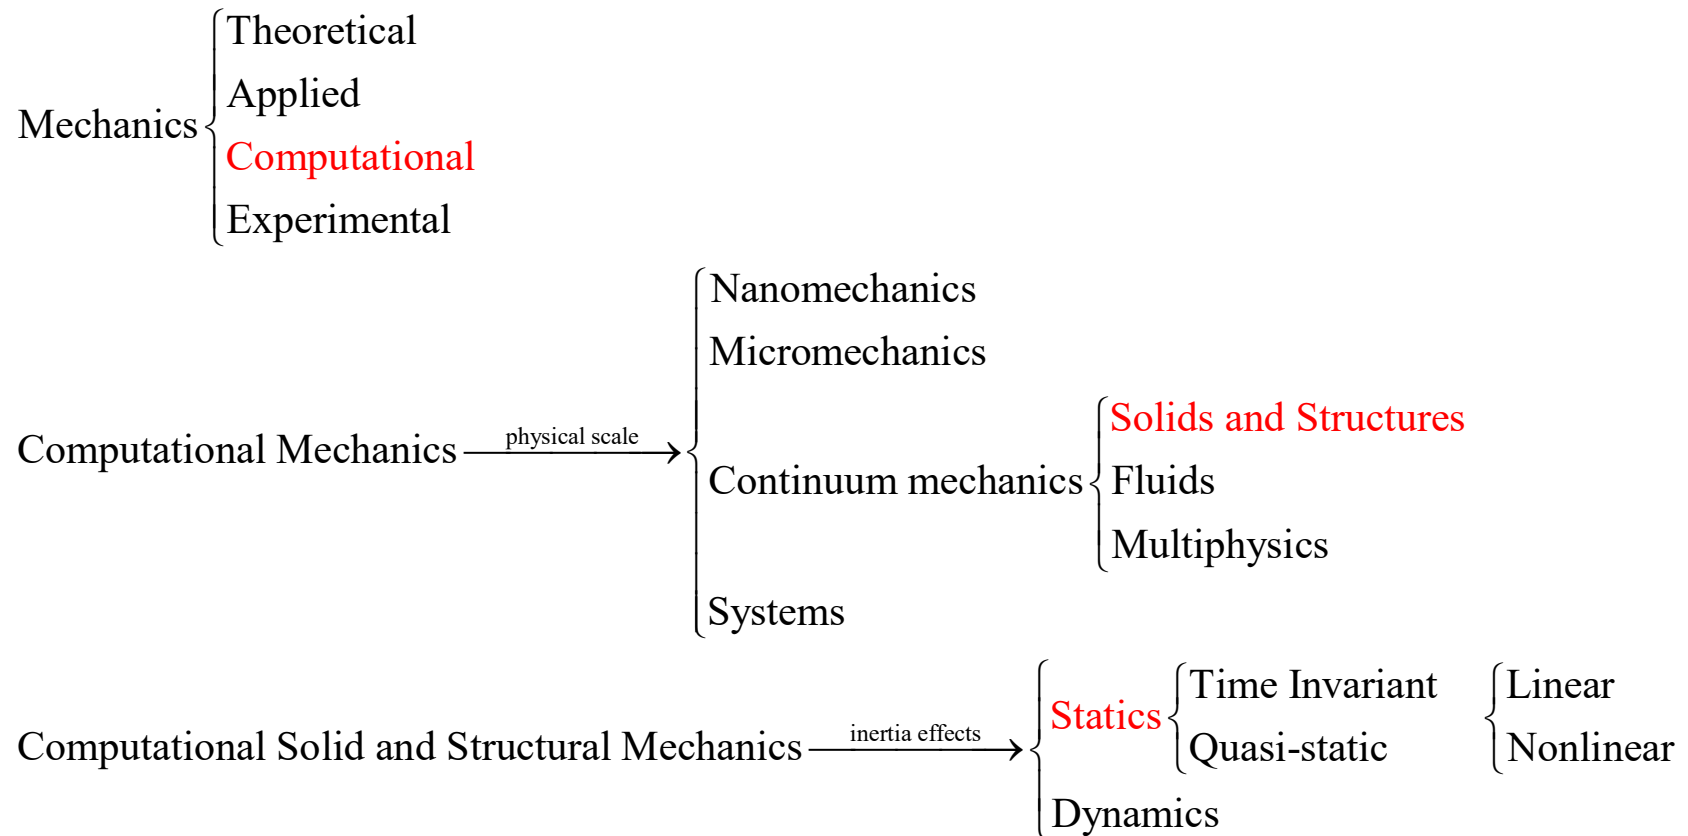 Theoretical
Applied
Mechanics
Computational
Experimental
Nanomechanics
Micromechanics
Solids and Structures
Computational Mechanics physical scale
Continuum mechanics Fluids
Multiphysics
Systems
Time Invariant Linear
Statics
Computational Solid and Structural Mechanics inertia effects
Quasi-static Nonlinear
Dynamics